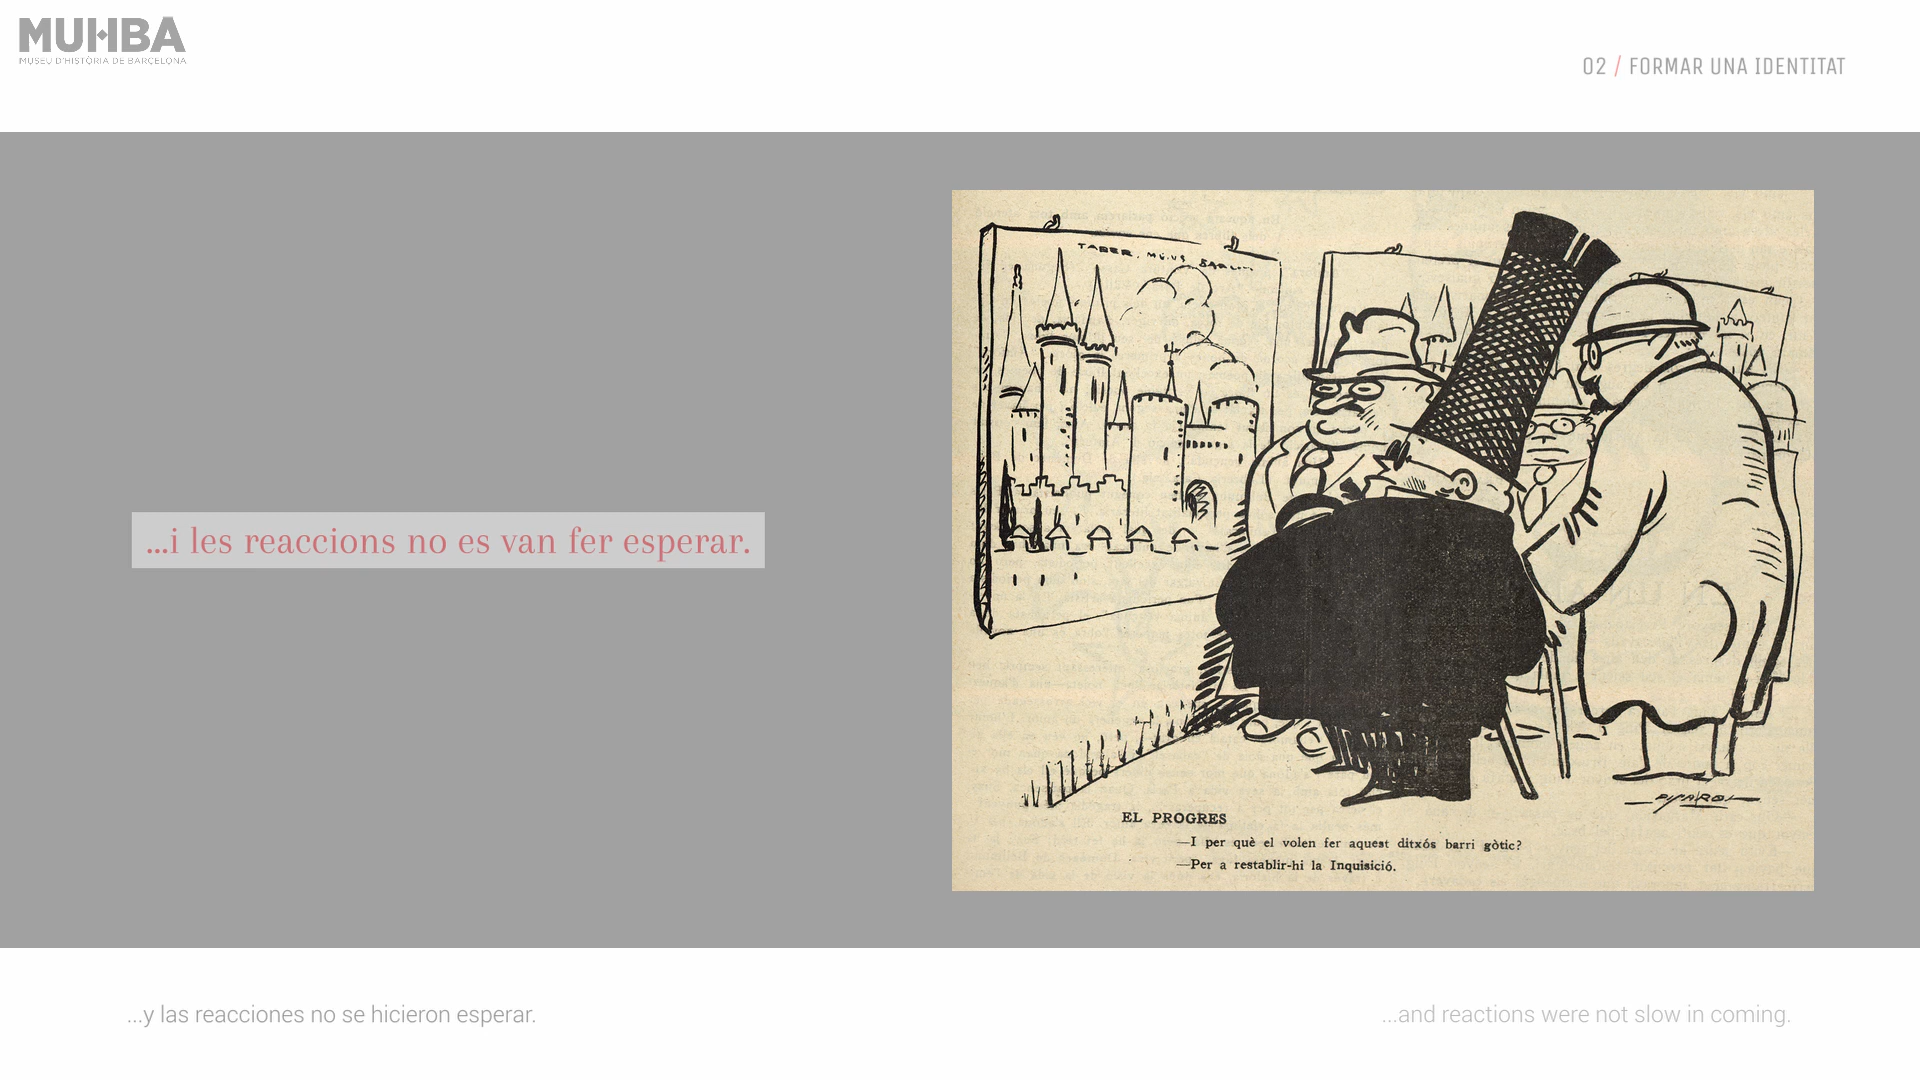 MUHBA
MUSEU D'HISTÒRIA DE BARCELONA
02 / FORMAR UNA IDENTITAT
...i les reaccions no es van fer esperar.
TABER, MONS
EL PROGRES
—I per què el volen fer aquest ditxós barri gòtic?
—Per a restablir-hi la Inquisició.
...y las reacciones no se hicieron esperar.
...and reactions were not slow in coming.